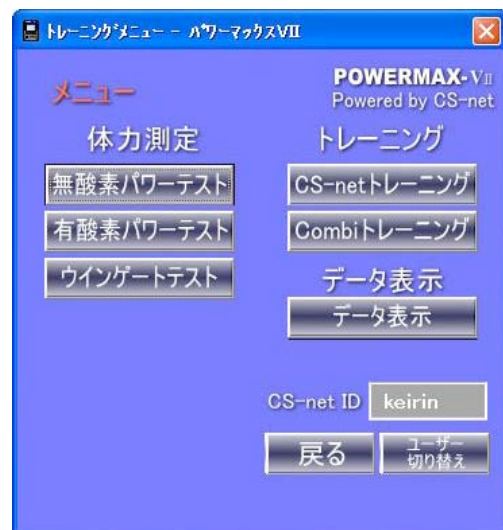 トレーニングメニュー - パワーマックスVII
メニュー
POWERMAX-VII
Powered by CS-net
体力測定
無酸素パワーテスト
有酸素パワーテスト
ウインゲートテスト
トレーニング
CS-netトレーニング
Combiトレーニング
データ表示
データ表示
CS-net ID keirin
戻る
ユーザー
切り替え